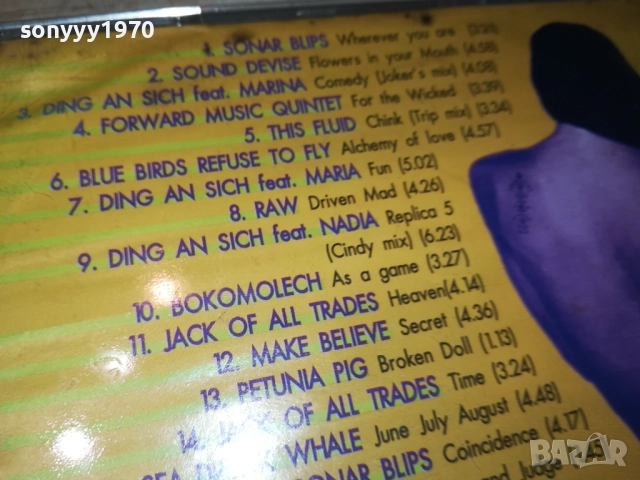 sonyyy1970
1. SONAR BLIPS Wherever you are
2. SOUND DEVISE Flowers in your Mouth (4.58)
3. DING AN SICH feat. MARINA Comedy (Joker's mix) (4.08)
4. FORWARD MUSIC QUINTET For the Wicked (3.39)
5. THIS FLUID Chink (Trip mix) (3.34)
6. BLUE BIRDS REFUSE TO FLY Alchemy of love (4.57)
7. DING AN SICH feat. MARIA Fun (5.02)
8. RAW Driven Mad (4.26)
9. DING AN SICH feat. NADIA Replica 5
(Cindy mix) (6.23)
10. BOKOMOLECH As a game (3.27)
11. JACK OF ALL TRADES Heaven(4.14)
12. MAKE BELIEVE Secret (4.36)
13. PETUNIA PIG Broken Doll (1.13)
14. JACK OF ALL TRADES Time (3.24)
WHALE June July August (4.48)
SONAR BLIPS Coincidence (4.17)
and Judge
BAZAR